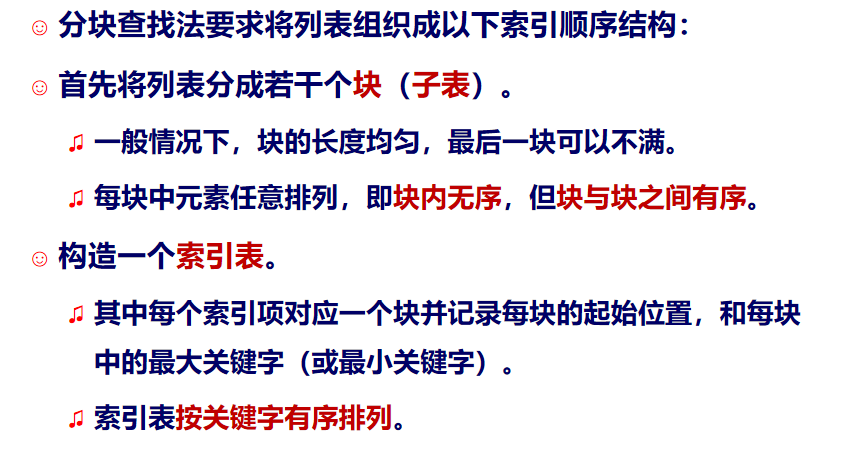 ☺ 分块查找法要求将列表组织成以下索引顺序结构：
☺ 首先将列表分成若干个块（子表）。
♫ 一般情况下，块的长度均匀，最后一块可以不满。
♫ 每块中元素任意排列，即块内无序，但块与块之间有序。
☺ 构造一个索引表。
♫ 其中每个索引项对应一个块并记录每块的起始位置，和每块
中的最大关键字（或最小关键字）。
♫ 索引表按关键字有序排列。